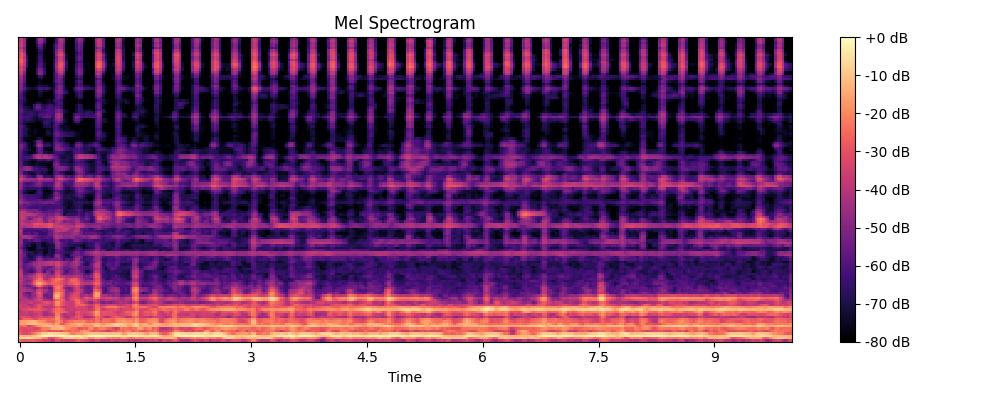 Mel Spectrogram
+0 dB
-10 dB
-20 dB
-30 dB
-40 dB
-50 dB
-60 dB
-70 dB
-80 dB
0 1.5 3 4.5 6 7.5 9
Time